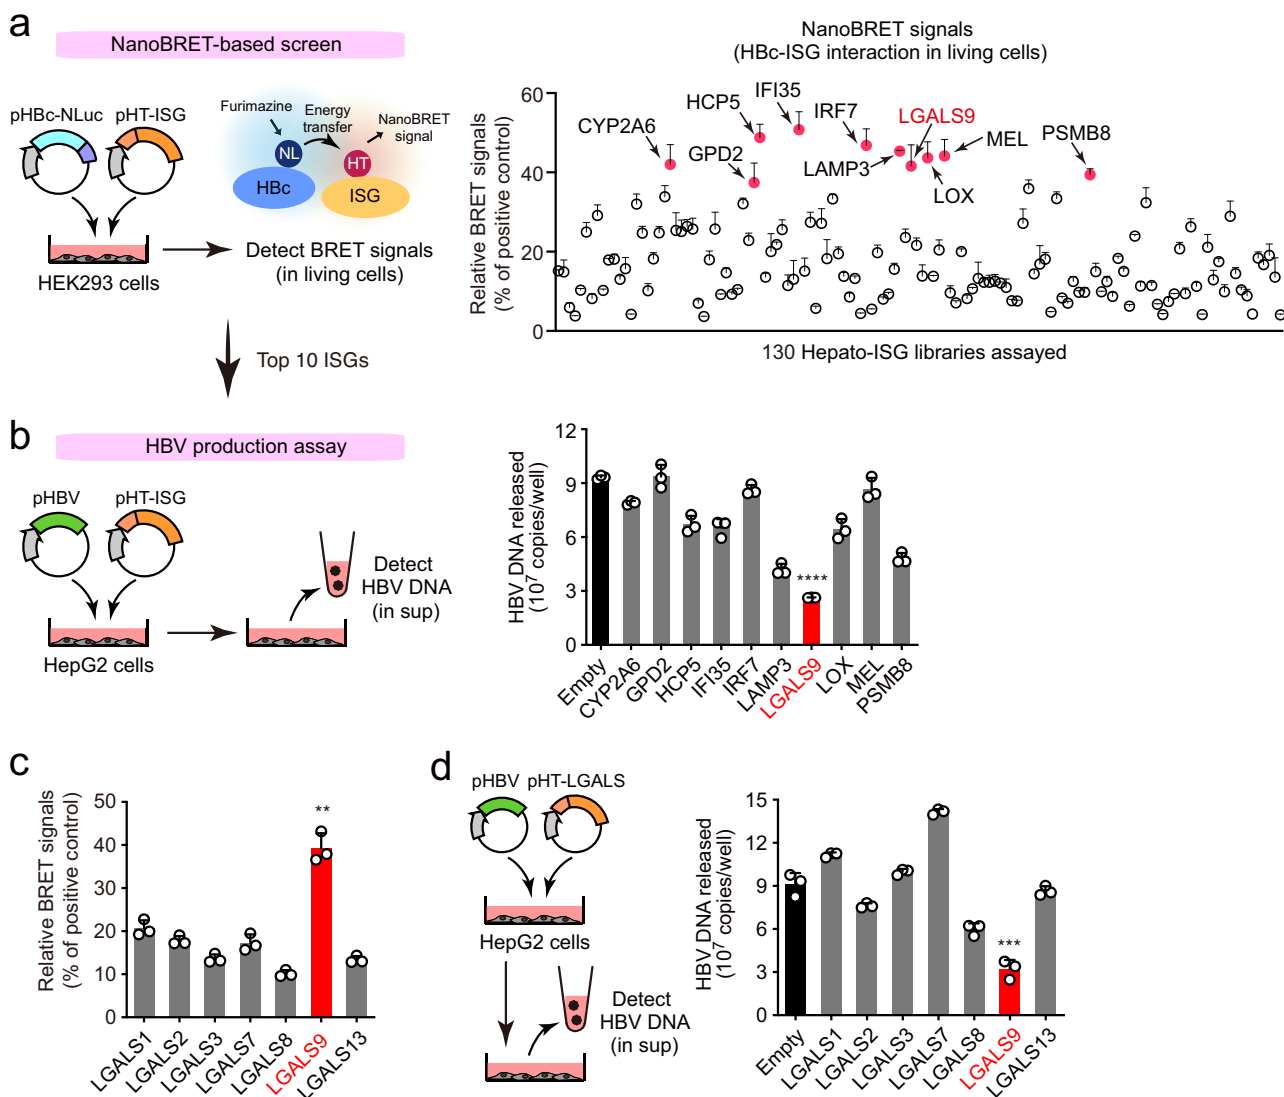 a
NanoBRET-based screen
pHBc-NLuc
pHT-ISG
HEK293 cells
Furimazine
Energy
transfer
NanoBRET
signal
NL
HT
HBc
ISG
Detect BRET signals
(in living cells)
NanoBRET signals
(HBc-ISG interaction in living cells)
Relative BRET signals
(% of positive control)
60
40
20
0
CYP2A6
HCP5
GPD2
IFI35
IRF7
LAMP3
LGALS9
LOX
MEL
PSMB8
130 Hepato-ISG libraries assayed
Top 10 ISGs
b
HBV production assay
pHBV
pHT-ISG
HepG2 cells
Detect
HBV DNA
(in sup)
HBV DNA released
(10⁷ copies/well)
12
9
6
3
0
****
Empty
CYP2A6
GPD2
HCP5
IFI35
IRF7
LAMP3
LGALS9
LOX
MEL
PSMB8
c
Relative BRET signals
(% of positive control)
50
40
30
20
10
0
**
LGALS1
LGALS2
LGALS3
LGALS7
LGALS8
LGALS9
LGALS13
d
pHBV
pHT-LGALS
HepG2 cells
Detect
HBV DNA
(in sup)
HBV DNA released
(10⁷ copies/well)
15
12
9
6
3
0
***
Empty
LGALS1
LGALS2
LGALS3
LGALS7
LGALS8
LGALS9
LGALS13